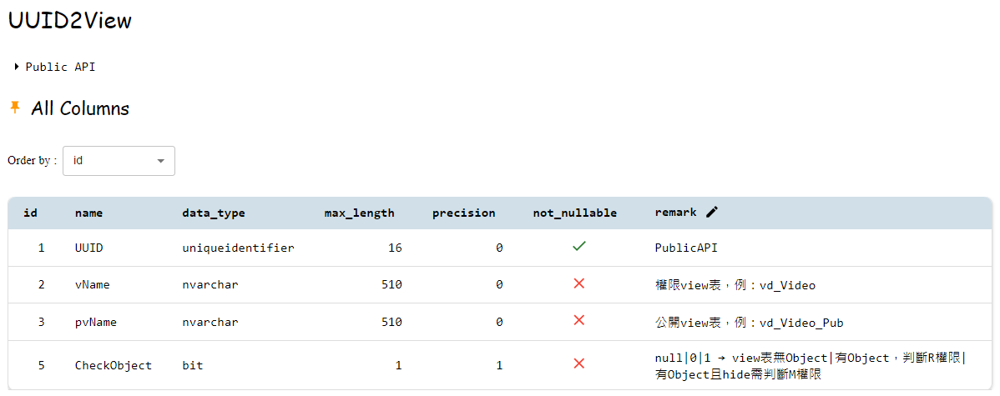 UUID2View
Public API
All Columns
Order by : id
id name data_type max_length precision not_nullable remark
1 UUID uniqueidentifier 16 0 PublicAPI
2 vName nvarchar 510 0 權限view表，例：vd_Video
3 pvName nvarchar 510 0 公開view表，例：vd_Video_Pub
5 CheckObject bit 1 1 null|0|1 → view表無Object|有Object，判斷R權限|
有Object且hide需判斷M權限